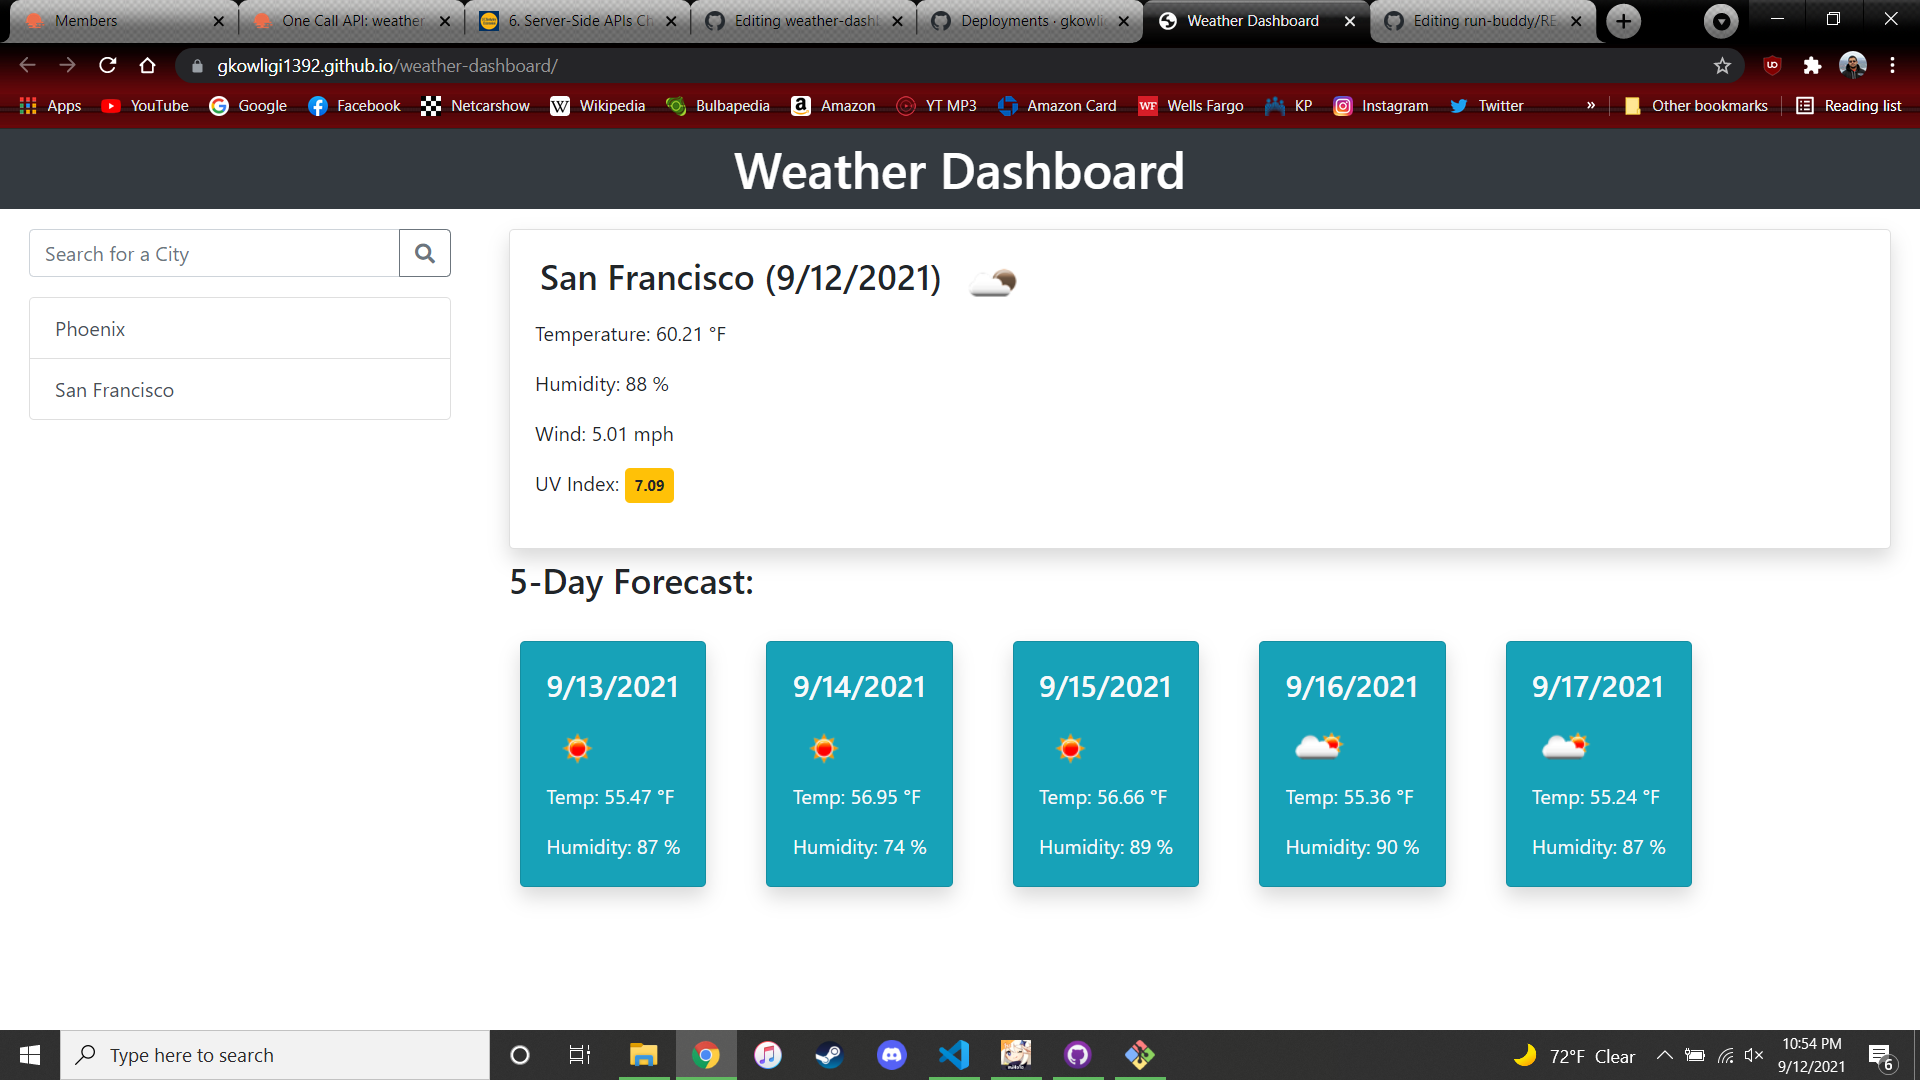 Members
One Call API: weather
6. Server-Side APIs Ch
Editing weather-dashl
Deployments · gkowli
Weather Dashboard
Editing run-buddy/RE
gkowligi1392.github.io/weather-dashboard/
Apps YouTube Google Facebook Netcarshow Wikipedia Bulbapedia Amazon YT MP3 Amazon Card WF Wells Fargo KP Instagram Twitter » Other bookmarks Reading list
Weather Dashboard
Search for a City
Phoenix
San Francisco
San Francisco (9/12/2021)
Temperature: 60.21 °F
Humidity: 88 %
Wind: 5.01 mph
UV Index: 7.09
5-Day Forecast:
9/13/2021
Temp: 55.47 °F
Humidity: 87 %
9/14/2021
Temp: 56.95 °F
Humidity: 74 %
9/15/2021
Temp: 56.66 °F
Humidity: 89 %
9/16/2021
Temp: 55.36 °F
Humidity: 90 %
9/17/2021
Temp: 55.24 °F
Humidity: 87 %
Type here to search
72°F Clear
10:54 PM
9/12/2021
6